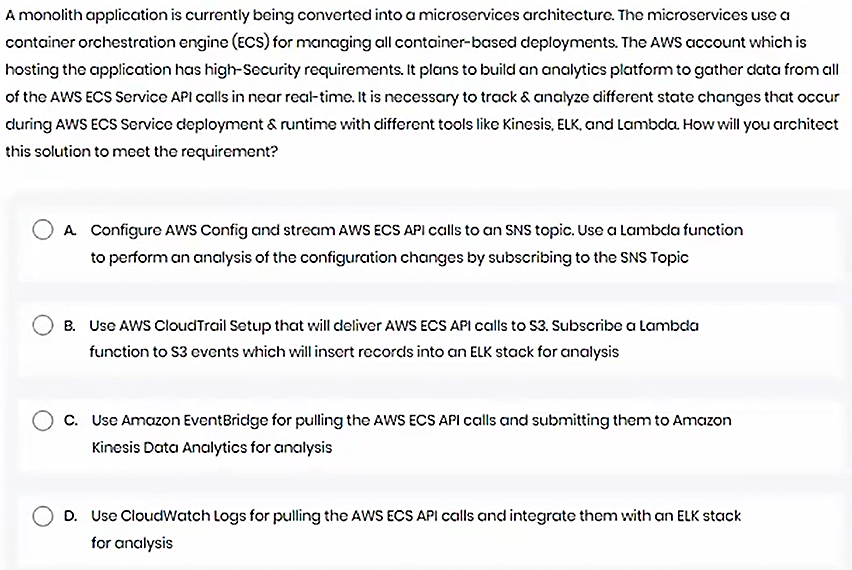 A monolith application is currently being converted into a microservices architecture. The microservices use a
container orchestration engine (ECS) for managing all container-based deployments. The AWS account which is
hosting the application has high-Security requirements. It plans to build an analytics platform to gather data from all
of the AWS ECS Service API calls in near real-time. It is necessary to track & analyze different state changes that occur
during AWS ECS Service deployment & runtime with different tools like Kinesis, ELK, and Lambda. How will you architect
this solution to meet the requirement?
A. Configure AWS Config and stream AWS ECS API calls to an SNS topic. Use a Lambda function
to perform an analysis of the configuration changes by subscribing to the SNS Topic
B. Use AWS CloudTrail Setup that will deliver AWS ECS API calls to S3. Subscribe a Lambda
function to S3 events which will insert records into an ELK stack for analysis
C. Use Amazon EventBridge for pulling the AWS ECS API calls and submitting them to Amazon
Kinesis Data Analytics for analysis
D. Use CloudWatch Logs for pulling the AWS ECS API calls and integrate them with an ELK stack
for analysis